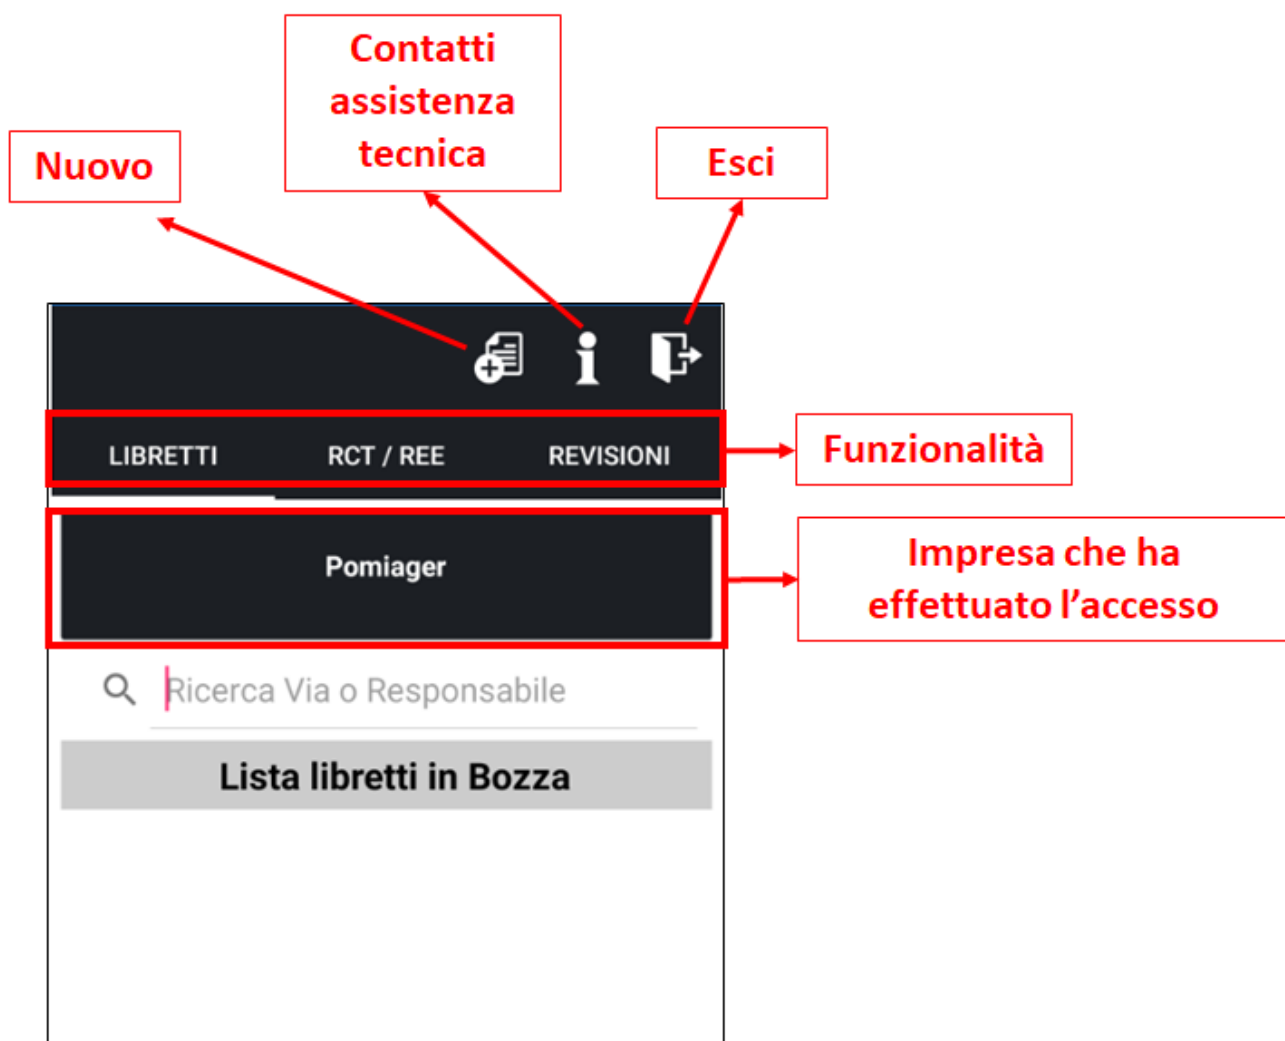 Contatti
assistenza
tecnica
Nuovo
Esci
LIBRETTI RCT / REE REVISIONI
Funzionalità
Pomiager
Impresa che ha
effettuato l’accesso
Ricerca Via o Responsabile
Lista libretti in Bozza